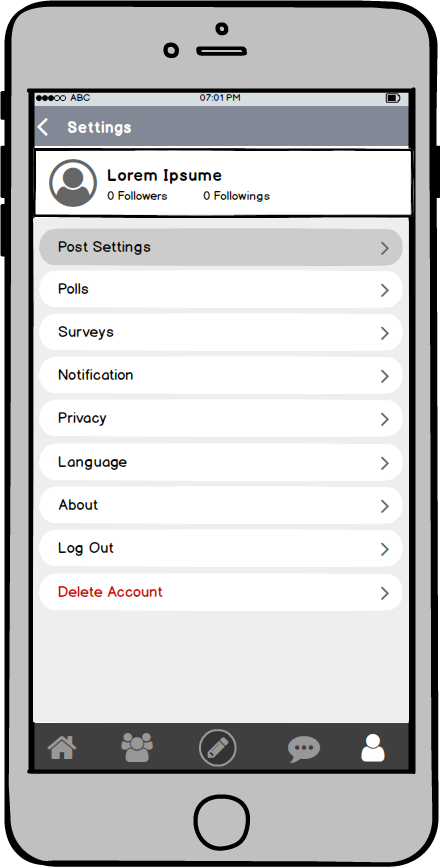 ABC 07:01 PM
Settings
Lorem Ipsume
0 Followers 0 Followings
Post Settings
Polls
Surveys
Notification
Privacy
Language
About
Log Out
Delete Account